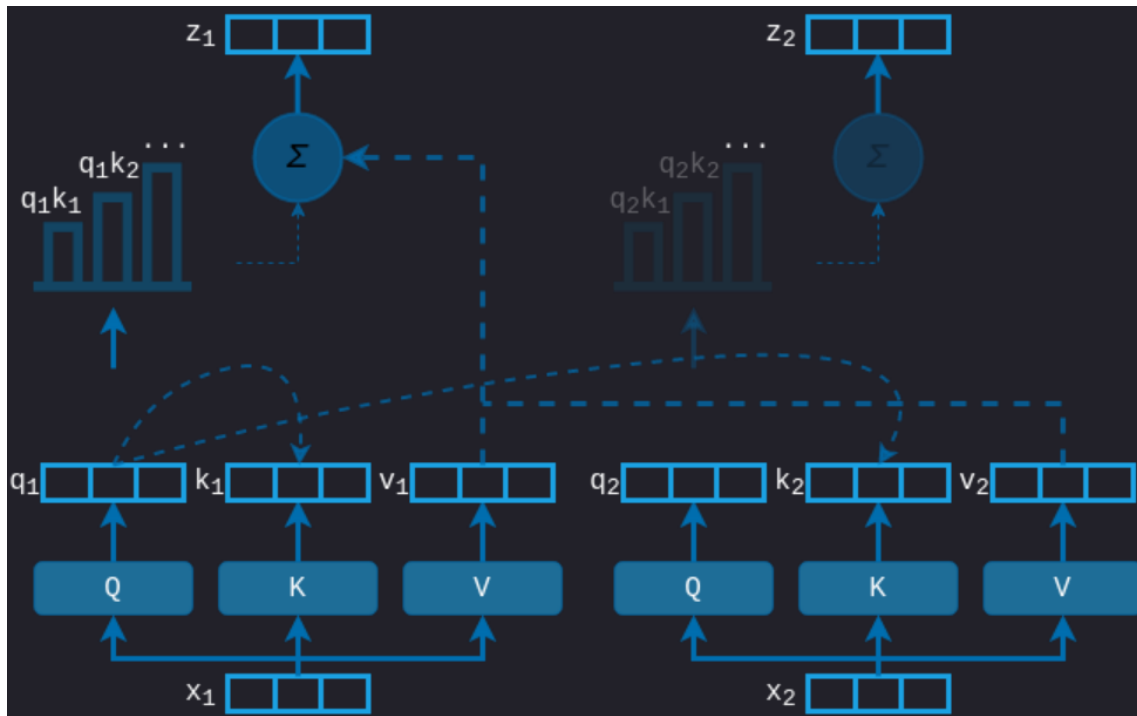 z₁ z₂
Σ Σ
... ...
q₁k₂ q₂k₂
q₁k₁ q₂k₁
q₁ k₁ v₁ q₂ k₂ v₂
Q K V Q K V
x₁ x₂